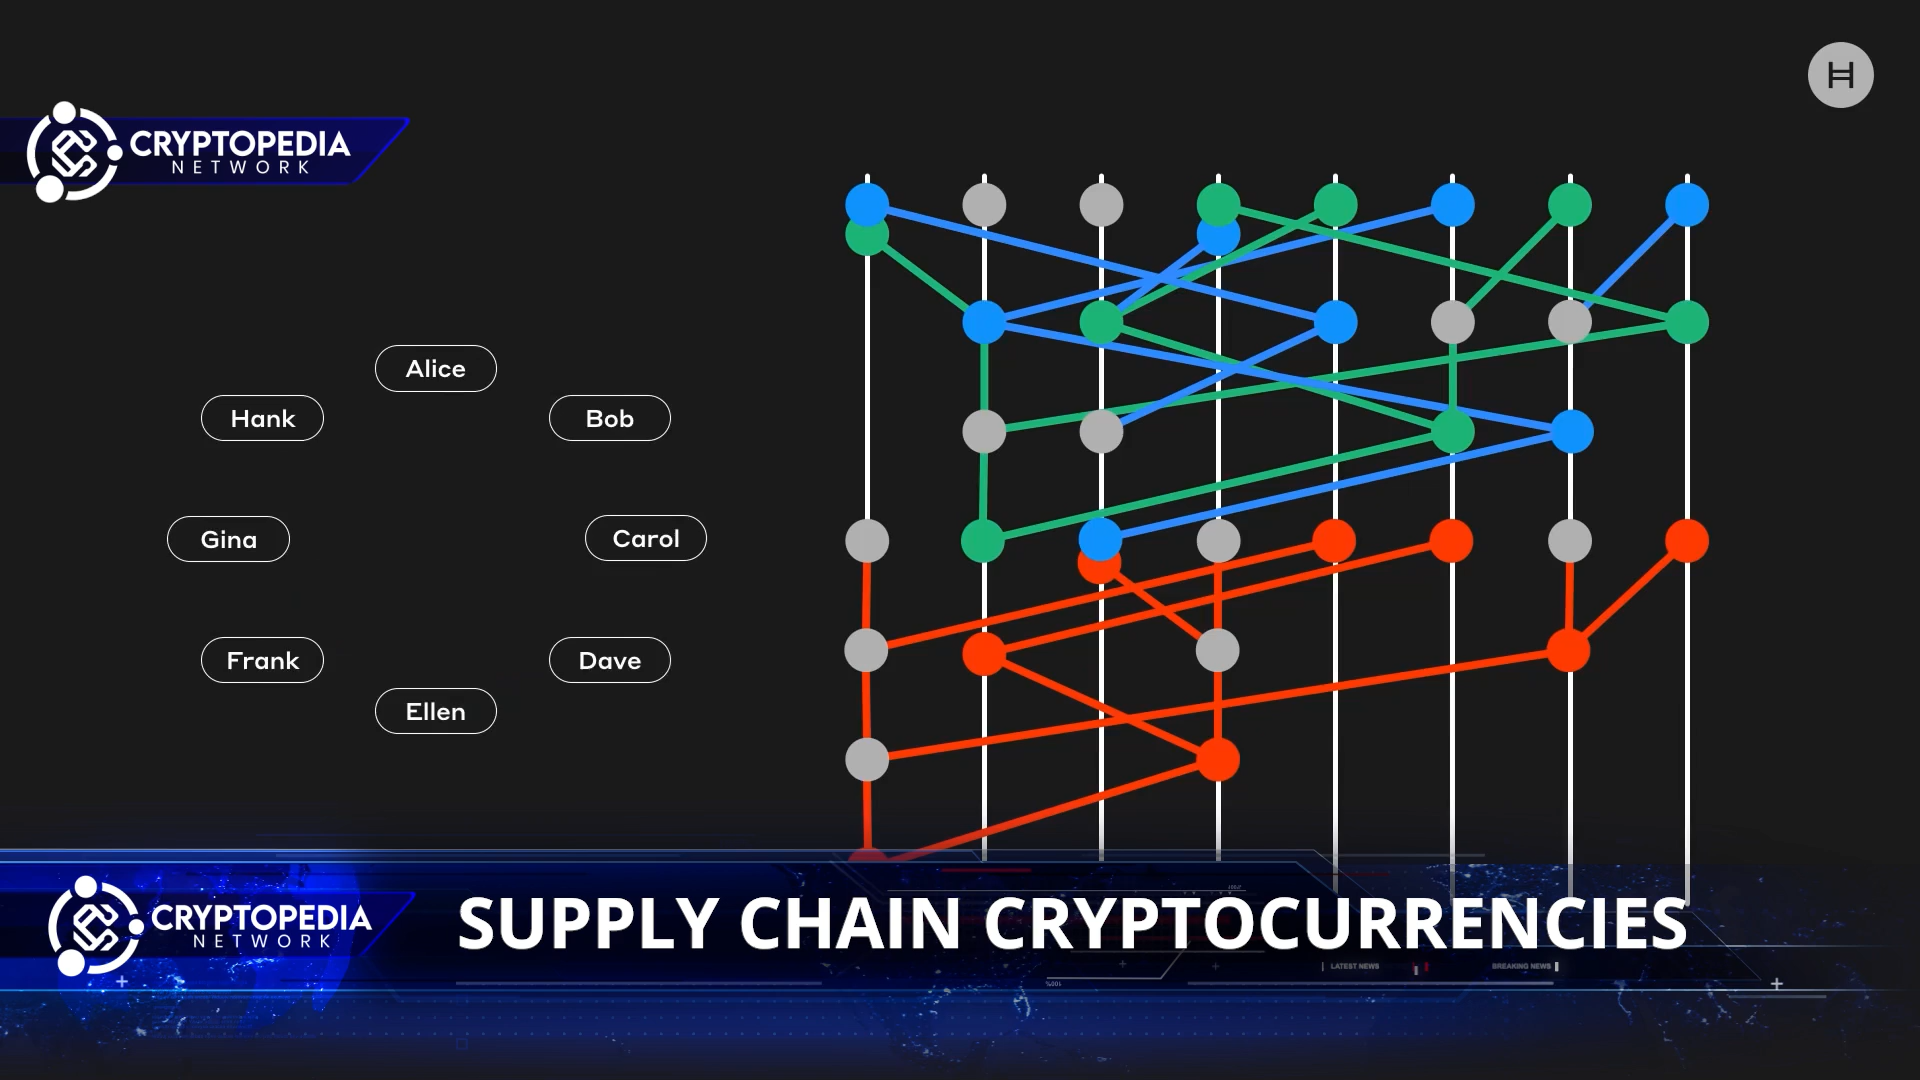 CRYPTOPEDIA
NETWORK
Alice
Hank
Bob
Gina
Carol
Frank
Dave
Ellen
CRYPTOPEDIA
NETWORK
SUPPLY CHAIN CRYPTOCURRENCIES
LATEST NEWS
BREAKING NEWS